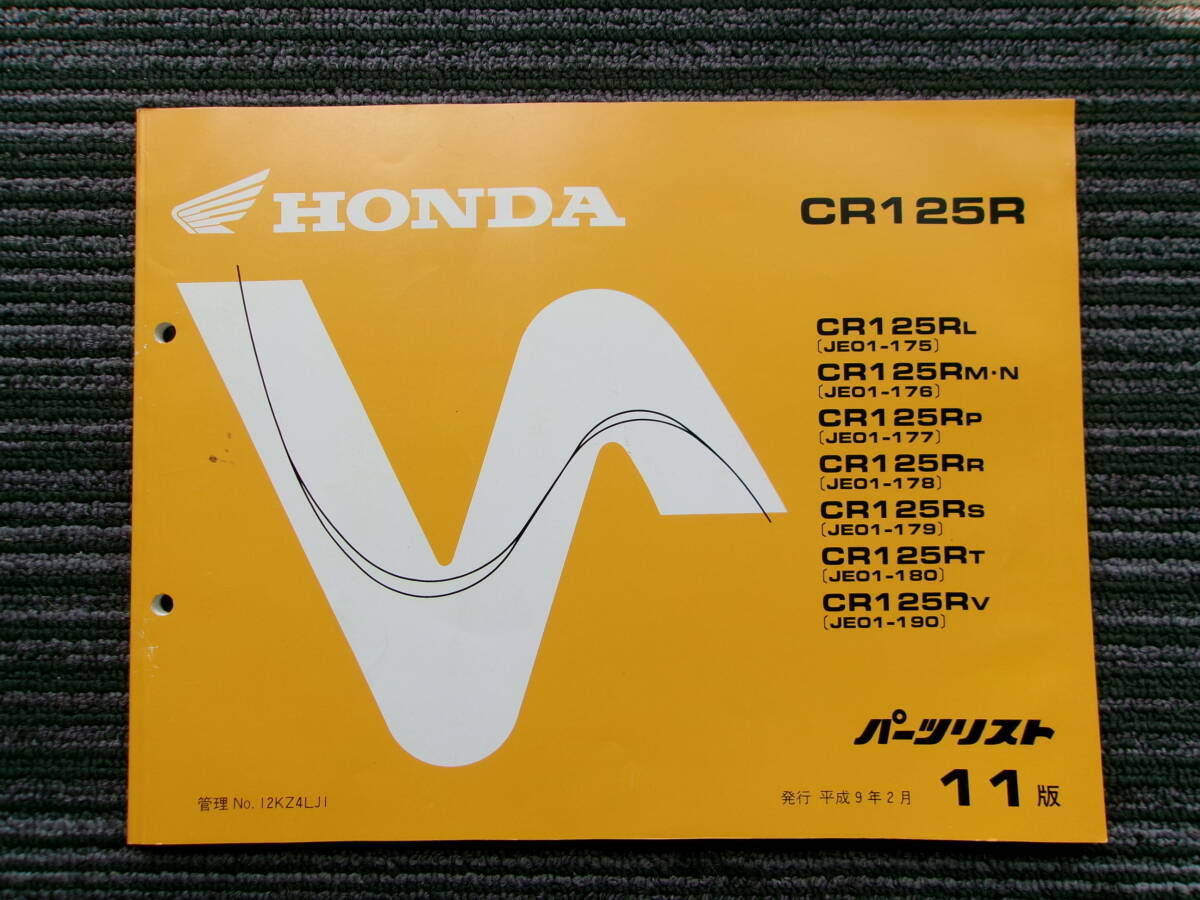 HONDA
CR125R
CR125RL
[JE01-175]
CR125RM·N
[JE01-176]
CR125RP
[JE01-177]
CR125RR
[JE01-178]
CR125RS
[JE01-179]
CR125RT
[JE01-180]
CR125RV
[JE01-190]
パーツリスト
管理 No. 12KZ4LJ1
発行 平成9年2月 11版